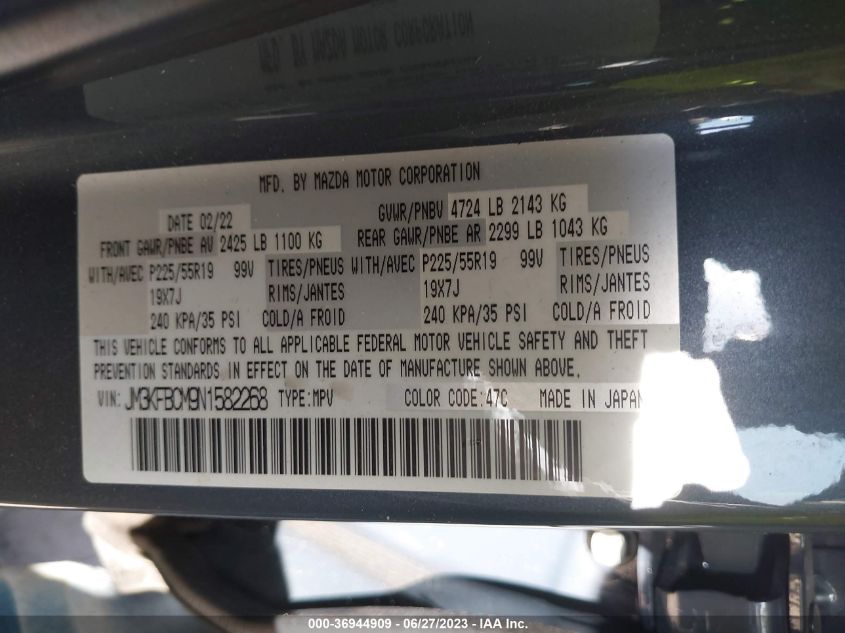 MFD. BY MAZDA MOTOR CORPORATION
DATE 02/22 GVWR/PNBV 4724 LB 2143 KG
FRONT GAWR/PNBE AV 2425 LB 1100 KG REAR GAWR/PNBE AR 2299 LB 1043 KG
WITH/AVEC P225/55R19 99V TIRES/PNEUS WITH/AVEC P225/55R19 99V TIRES/PNEUS
19X7J RIMS/JANTES 19X7J RIMS/JANTES
240 KPA/35 PSI COLD/A FROID 240 KPA/35 PSI COLD/A FROID
THIS VEHICLE CONFORMS TO ALL APPLICABLE FEDERAL MOTOR VEHICLE SAFETY AND THEFT
PREVENTION STANDARDS IN EFFECT ON THE DATE OF MANUFACTURE SHOWN ABOVE.
VIN: JM3KFBCM9N1582268 TYPE:MPV COLOR CODE:47C MADE IN JAPAN
000-36944909 - 06/27/2023 - IAA Inc.